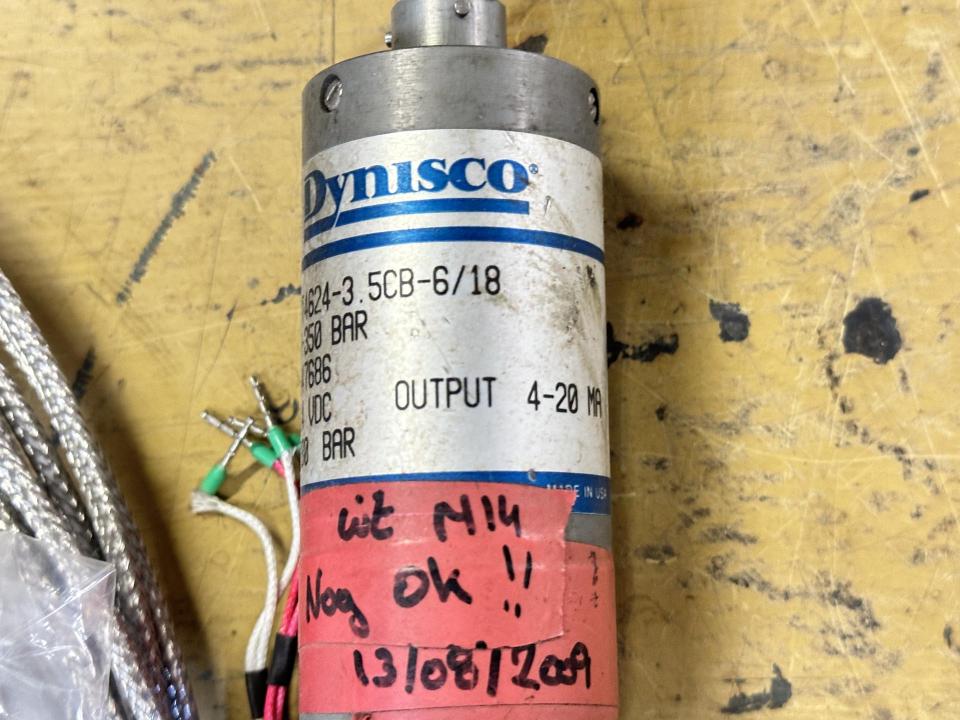 Dynisco®
4624-3.5CB-6/18
350 BAR
7686
VDC OUTPUT 4-20 MA
0 BAR
MADE IN USA
uit M14
Nog ok !!
13/08/2009